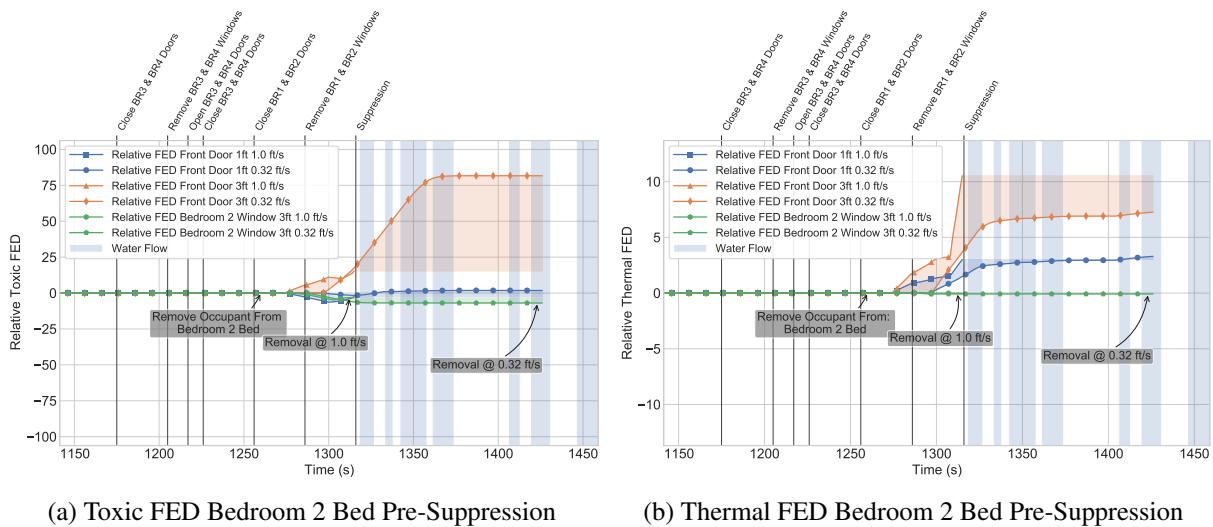 Close BR3 & BR4 Doors
Remove BR3 & BR4 Windows
Open BR3 & BR4 Doors
Close BR3 & BR4 Doors
Close BR1 & BR2 Doors
Remove BR1 & BR2 Windows
Suppression
Relative Toxic FED
100
75
50
25
0
−25
−50
−75
−100
Relative FED Front Door 1ft 1.0 ft/s
Relative FED Front Door 1ft 0.32 ft/s
Relative FED Front Door 3ft 1.0 ft/s
Relative FED Front Door 3ft 0.32 ft/s
Relative FED Bedroom 2 Window 3ft 1.0 ft/s
Relative FED Bedroom 2 Window 3ft 0.32 ft/s
Water Flow
Remove Occupant From
Bedroom 2 Bed
Removal @ 1.0 ft/s
Removal @ 0.32 ft/s
1150 1200 1250 1300 1350 1400 1450
Time (s)
(a) Toxic FED Bedroom 2 Bed Pre-Suppression
Close BR3 & BR4 Doors
Remove BR3 & BR4 Windows
Open BR3 & BR4 Doors
Close BR3 & BR4 Doors
Close BR1 & BR2 Doors
Remove BR1 & BR2 Windows
Suppression
Relative Thermal FED
10
5
0
−5
−10
Relative FED Front Door 1ft 1.0 ft/s
Relative FED Front Door 1ft 0.32 ft/s
Relative FED Front Door 3ft 1.0 ft/s
Relative FED Front Door 3ft 0.32 ft/s
Relative FED Bedroom 2 Window 3ft 1.0 ft/s
Relative FED Bedroom 2 Window 3ft 0.32 ft/s
Water Flow
Remove Occupant From:
Bedroom 2 Bed
Removal @ 1.0 ft/s
Removal @ 0.32 ft/s
1150 1200 1250 1300 1350 1400 1450
Time (s)
(b) Thermal FED Bedroom 2 Bed Pre-Suppression